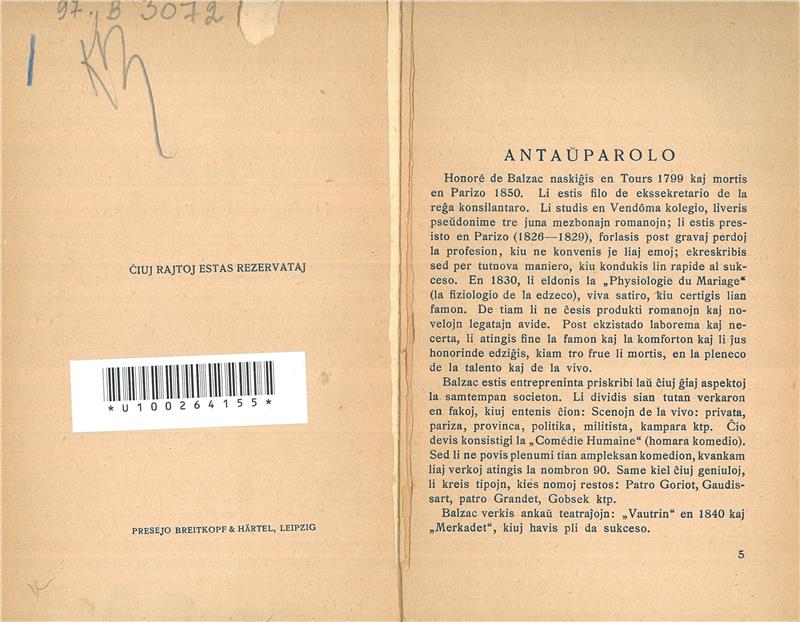 97. B 3072
ĈIUJ RAJTOJ ESTAS REZERVATAJ
*U100264155*
PRESEJO BREITKOPF & HÄRTEL, LEIPZIG
ANTAŬPAROLO
Honoré de Balzac naskiĝis en Tours 1799 kaj mortis
en Parizo 1850. Li estis filo de ekssekretario de la
reĝa konsilantaro. Li studis en Vendôma kolegio, liveris
pseŭdonime tre juna mezbonajn romanojn; li estis pres-
isto en Parizo (1826—1829), forlasis post gravaj perdoj
la profesion, kiu ne konvenis je liaj emoj; ekreskribis
sed per tutnova maniero, kiu kondukis lin rapide al suk-
ceso. En 1830, li eldonis la „Physiologie du Mariage“
(la fiziologio de la edzeco), viva satiro, kiu certigis lian
famon. De tiam li ne ĉesis produkti romanojn kaj no-
velojn legatajn avide. Post ekzistado laborema kaj ne-
certa, li atingis fine la famon kaj la komforton kaj li jus
honorinde edziĝis, kiam tro frue li mortis, en la pleneco
de la talento kaj de la vivo.
Balzac estis entrepreninta priskribi laŭ ĉiuj ĝiaj aspektoj
la samtempan societon. Li dividis sian tutan verkaron
en fakoj, kiuj entenis ĉion: Scenojn de la vivo: privata,
pariza, provinca, politika, militista, kampara ktp. Ĉio
devis konsistigi la „Comédie Humaine“ (homara komedio).
Sed li ne povis plenumi tian ampleksan komedion, kvankam
liaj verkoj atingis la nombron 90. Same kiel ĉiuj geniuloj,
li kreis tipojn, kies nomoj restos: Patro Goriot, Gaudis-
sart, patro Grandet, Gobsek ktp.
Balzac verkis ankaŭ teatraĵojn: „Vautrin“ en 1840 kaj
„Merkadet“, kiuj havis pli da sukceso.
5